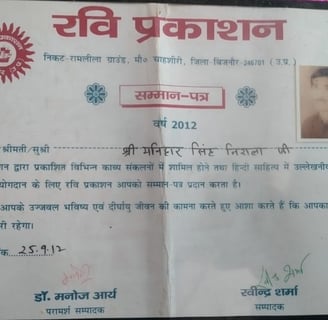 रवि प्रकाशन
निकट-रामलीला ग्राउंड, मौ० चाहशीरी, जिला-बिजनौर-246701 (उ.प्र.)
सम्मान-पत्र
वर्ष 2012
श्रीमती/सुश्री श्री मनिहार सिंह निराला जी
द्वारा प्रकाशित विभिन्न काव्य संकलनों में शामिल होने तथा हिन्दी साहित्य में उल्लेखनीय
योगदान के लिए रवि प्रकाशन आपको सम्मान-पत्र प्रदान करता है।
आपके उज्जवल भविष्य एवं दीर्घायु जीवन की कामना करते हुए आशा करते हैं कि आपका
री रहेगा।
25.9.12
डॉ. मनोज आर्य
रवीन्द्र शर्मा
परामर्श सम्पादक
सम्पादक